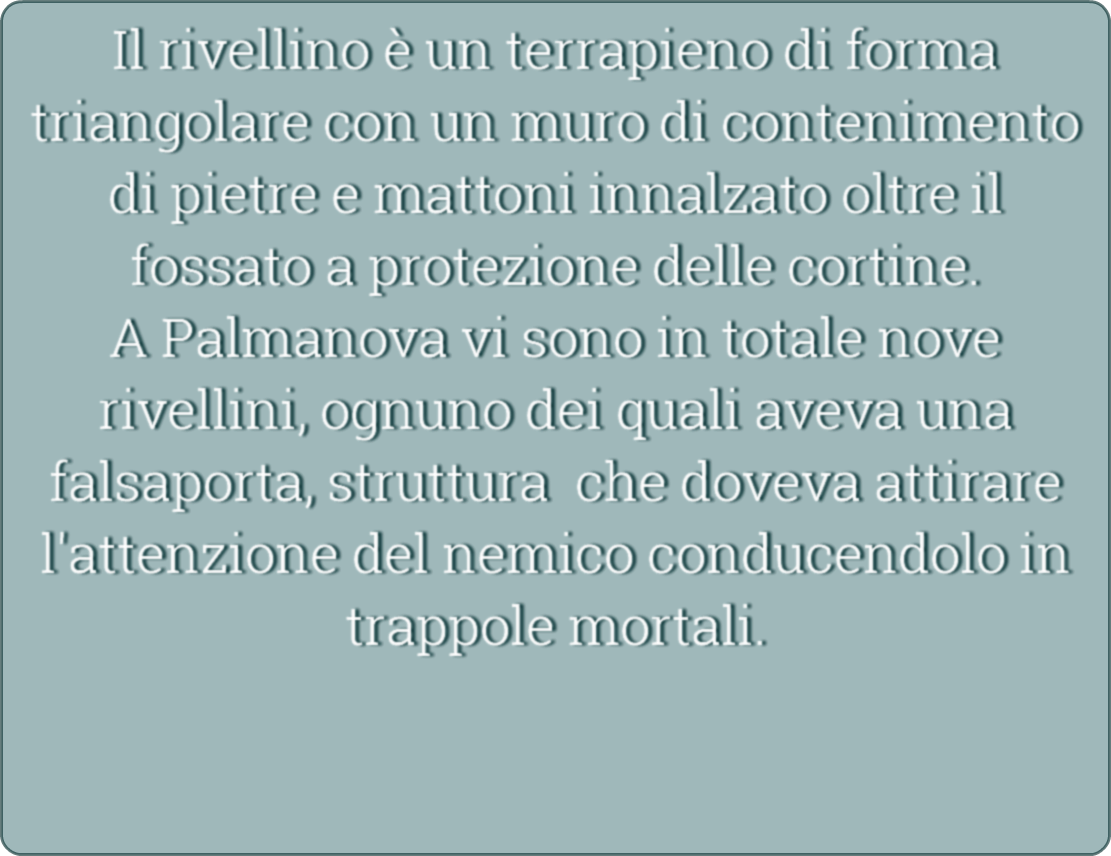 Il rivellino è un terrapieno di forma
triangolare con un muro di contenimento
di pietre e mattoni innalzato oltre il
fossato a protezione delle cortine.
A Palmanova vi sono in totale nove
rivellini, ognuno dei quali aveva una
falsaporta, struttura  che doveva attirare
l'attenzione del nemico conducendolo in
trappole mortali.